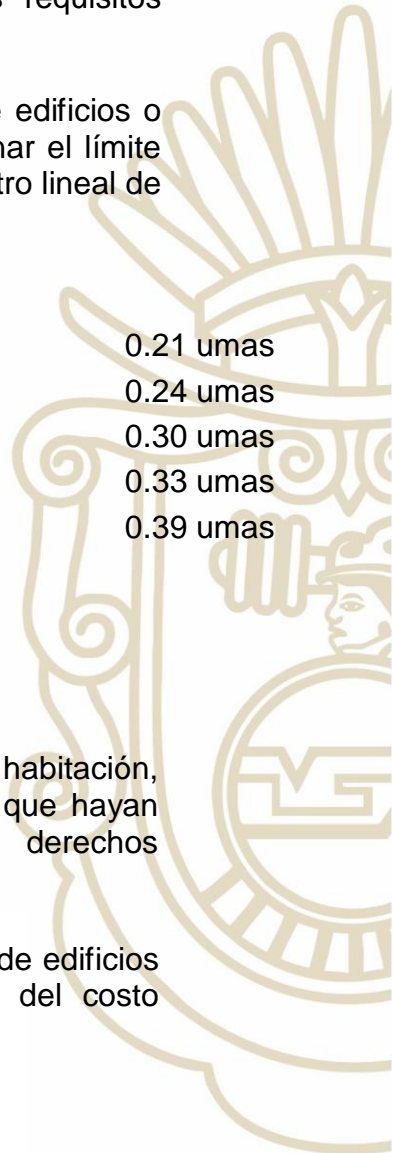 requisitos
edificios o
nar el límite
tro lineal de
0.21 umas
0.24 umas
0.30 umas
0.33 umas
0.39 umas
habitación,
que hayan
derechos
de edificios
del costo